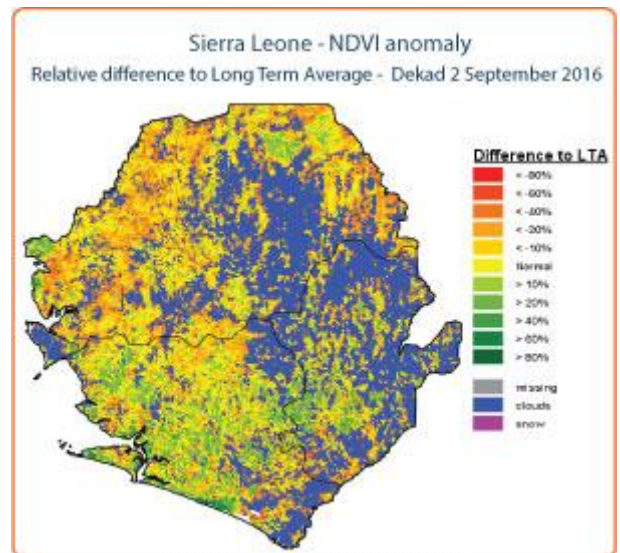 Sierra Leone - NDVI anomaly
Relative difference to Long Term Average - Dekad 2 September 2016
Difference to LTA
< -80%
< -60%
< -40%
< -20%
< -10%
Normal
> 10%
> 20%
> 40%
> 60%
> 80%
missing
clouds
snow